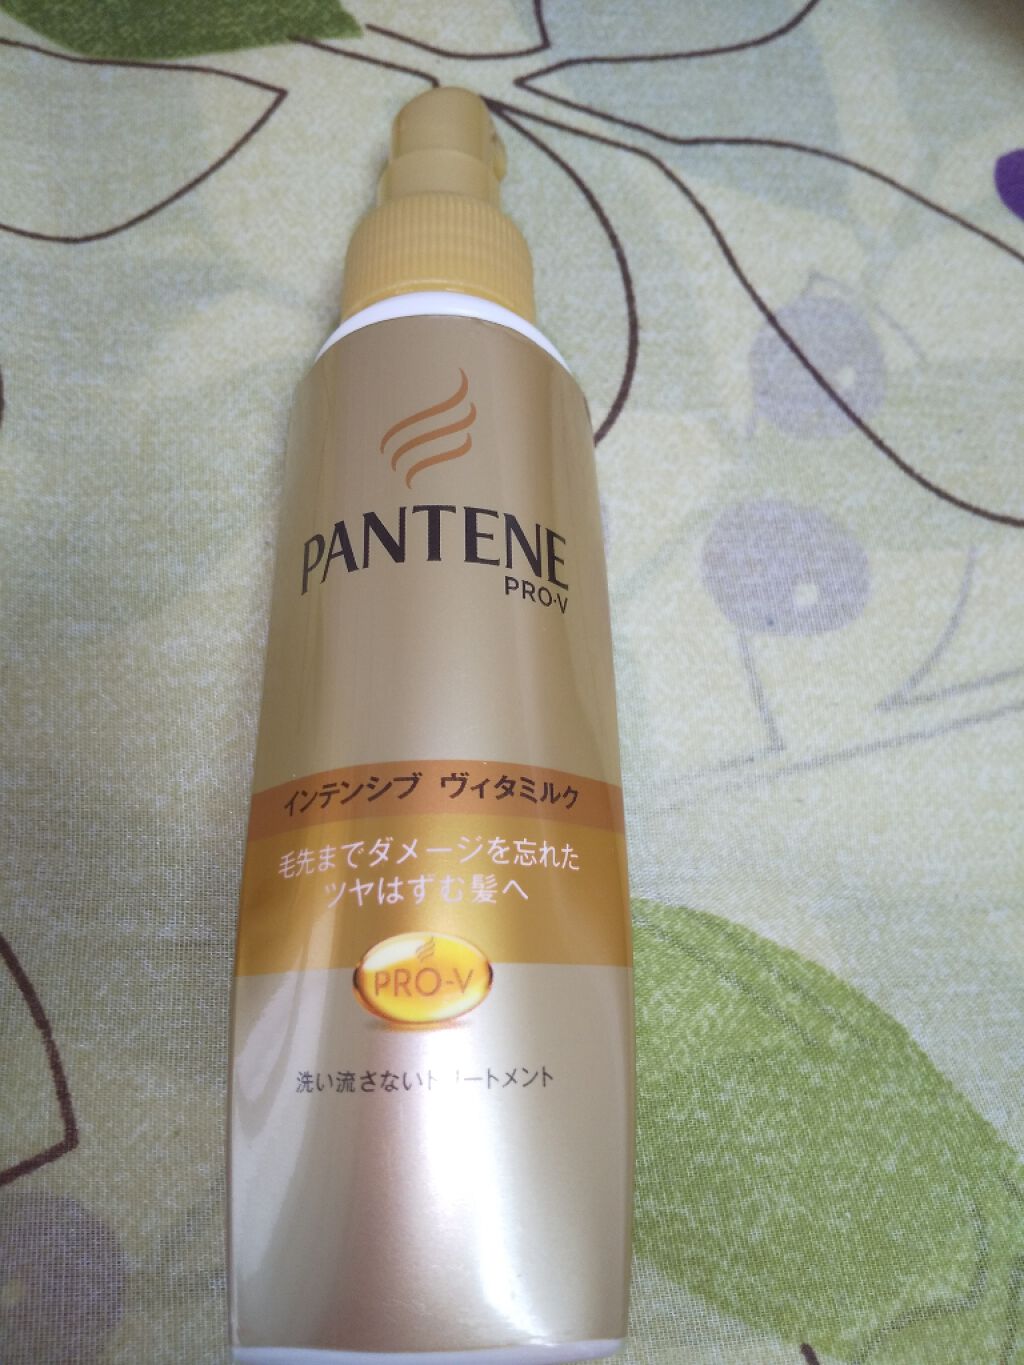 PANTENE
PRO-V
インテンシブ ヴィタミルク
毛先までダメージを忘れた
ツヤはずむ髪へ
PRO-V
洗い流さないトリートメント